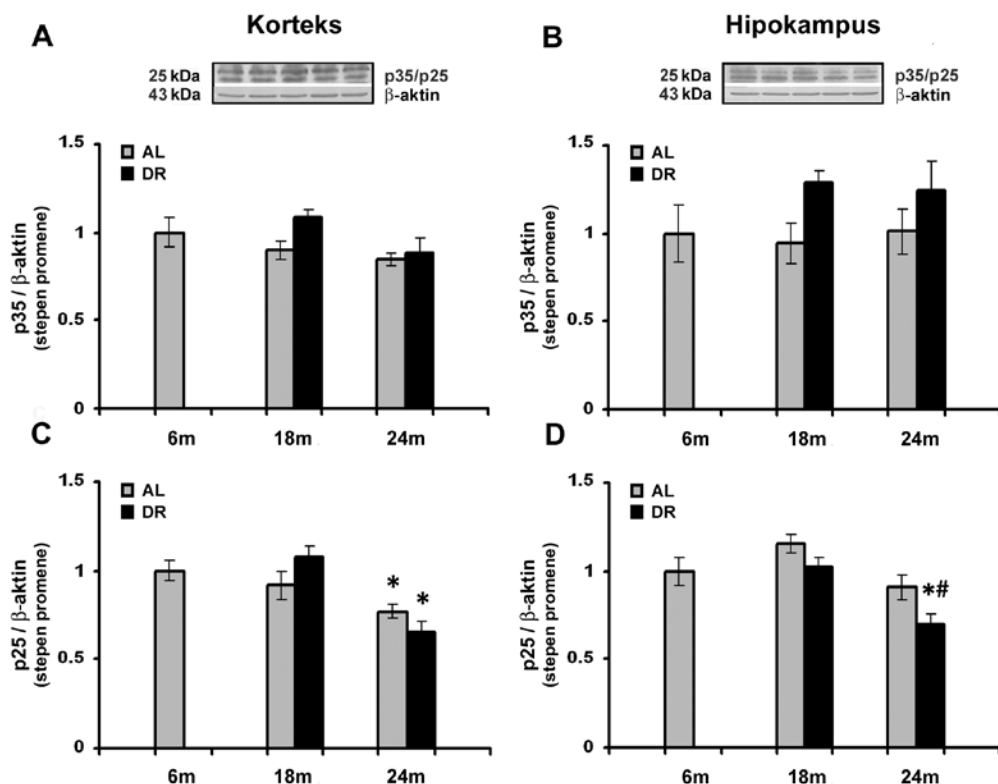 Korteks
Hipokampus
A
25 kDa
p35/p25
43 kDa
β-aktin
B
25 kDa
p35/p25
43 kDa
β-aktin
1.5
1
0.5
0
p35 / β-aktin
(stepen promene)
AL
DR
6m
18m
24m
1.5
1
0.5
0
p35 / β-aktin
(stepen promene)
AL
DR
6m
18m
24m
C
1.5
1
0.5
0
p25 / β-aktin
(stepen promene)
AL
DR
*
*
6m
18m
24m
D
1.5
1
0.5
0
p25 / β-aktin
(stepen promene)
AL
DR
*#
6m
18m
24m